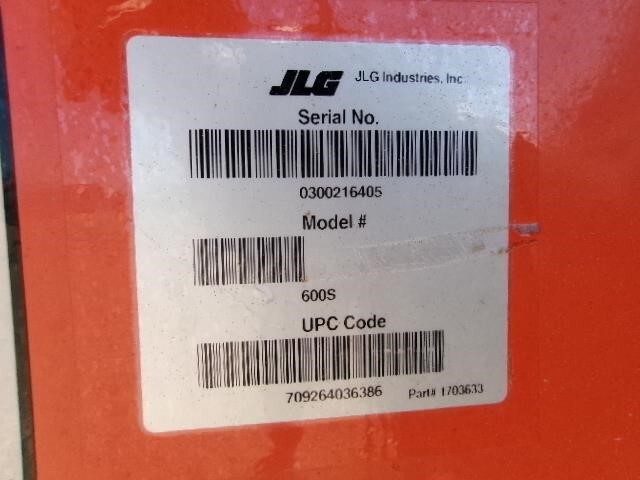 JLG JLG Industries, Inc.
Serial No.
0300216405
Model #
600S
UPC Code
709264036386 Part# 1703633